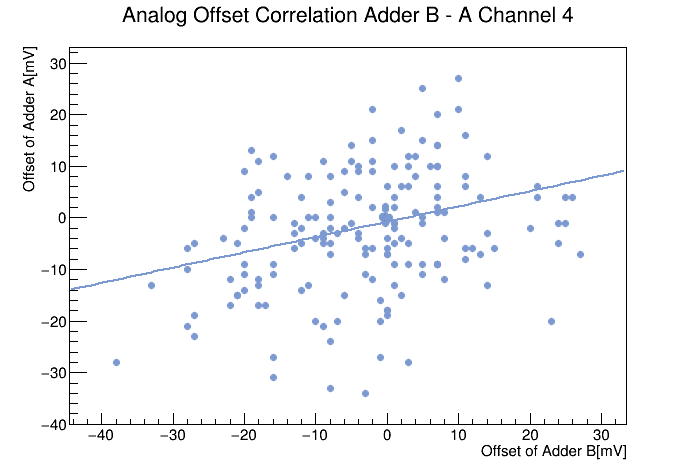 Analog Offset Correlation Adder B - A Channel 4
Offset of Adder A[mV]
30
20
10
0
−10
−20
−30
−40
−40 −30 −20 −10 0 10 20 30
Offset of Adder B[mV]